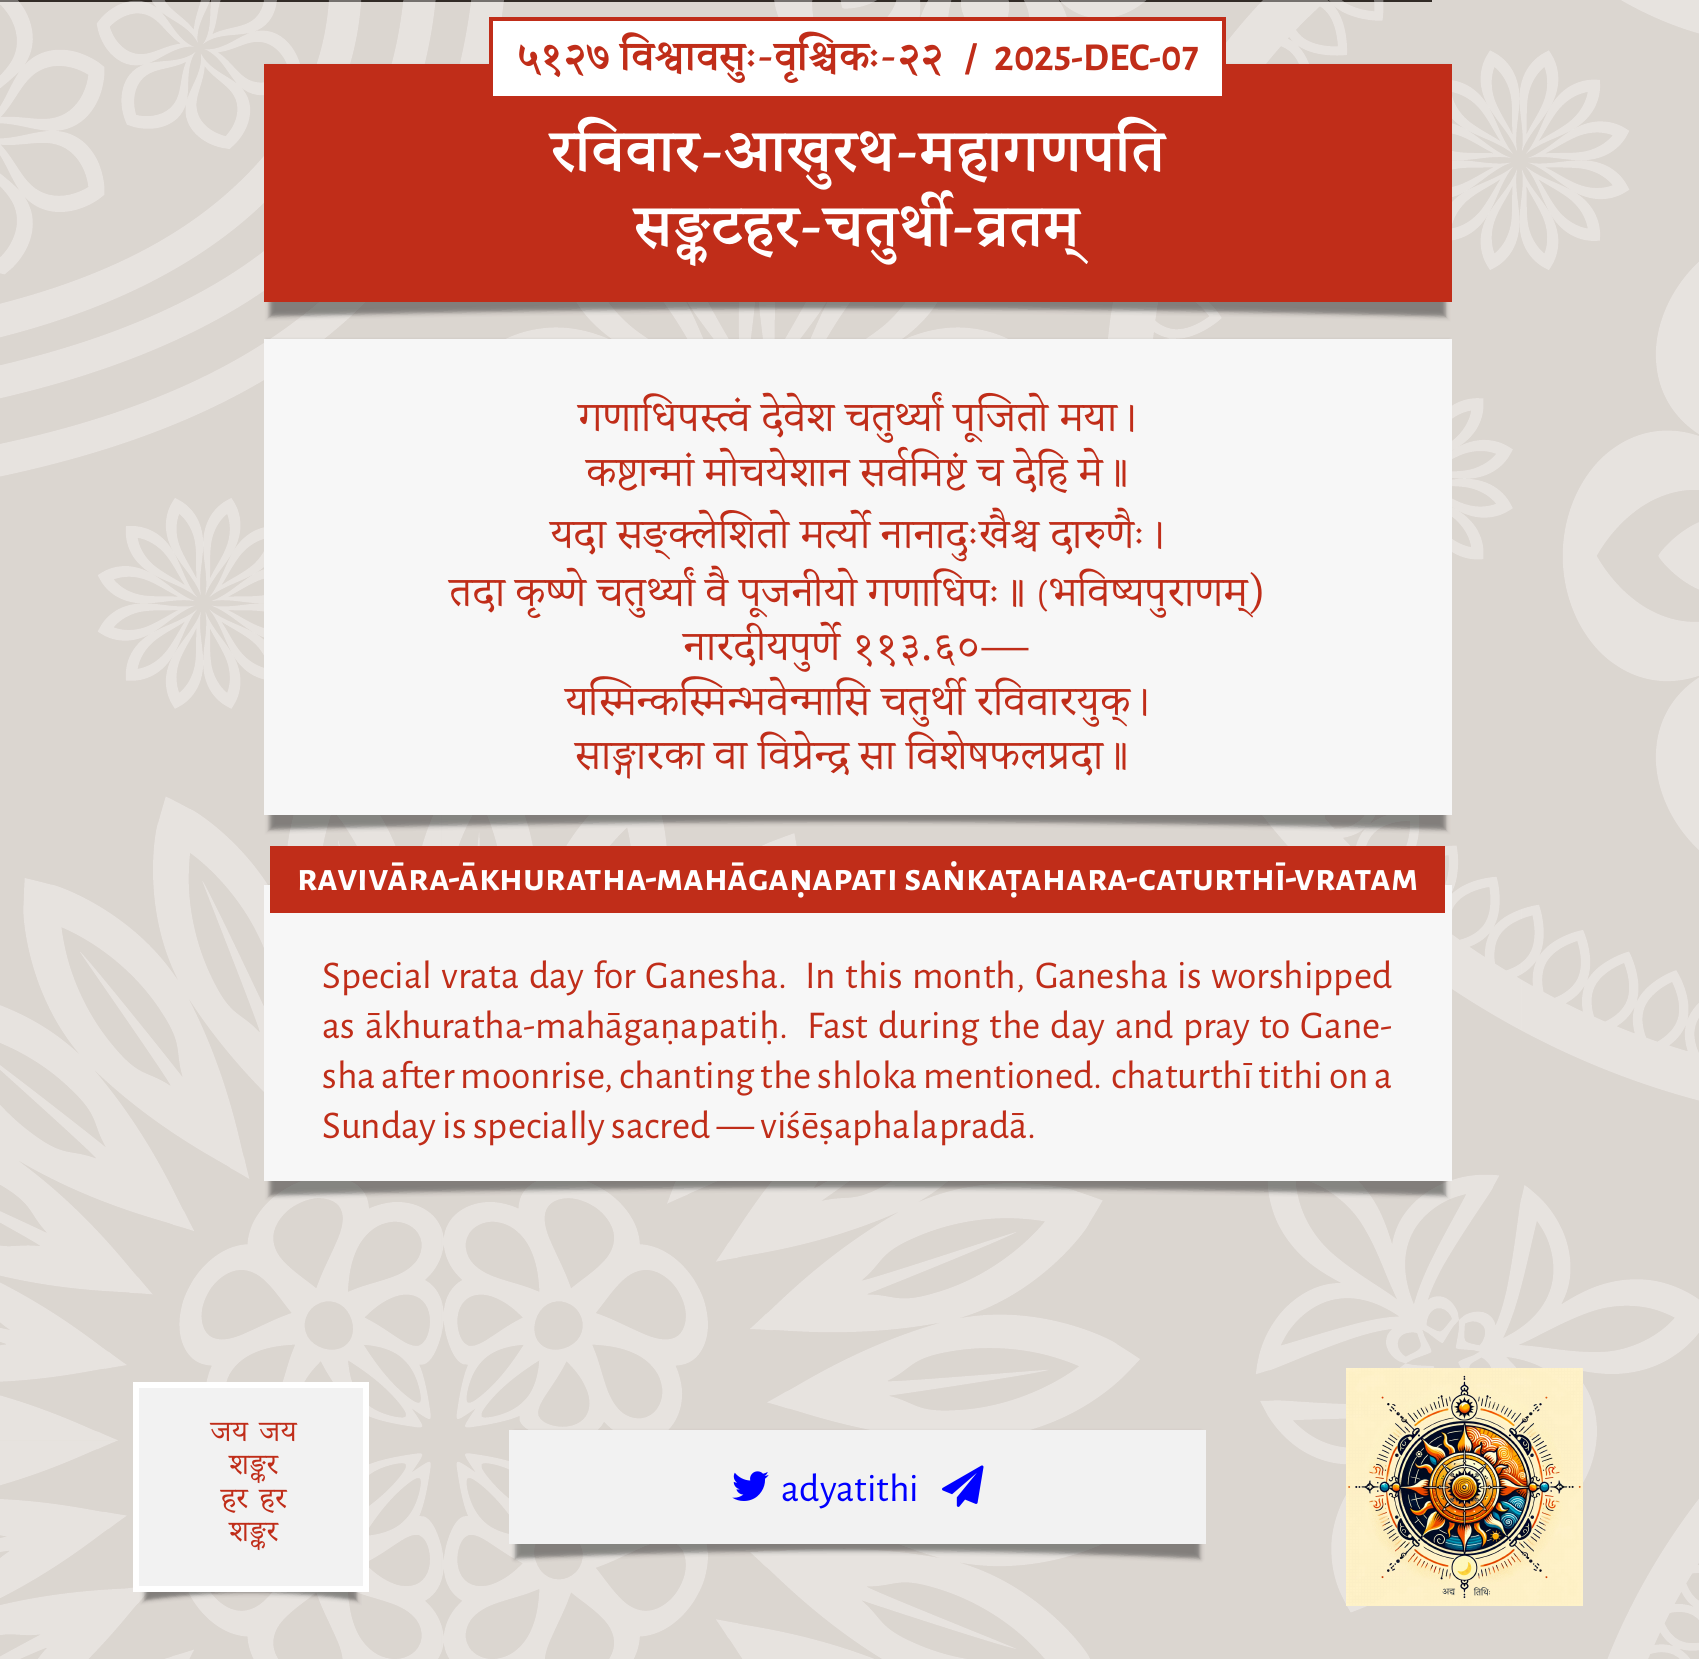 ५१२७ विश्वावसुः-वृश्चिकः-२२ / 2025-DEC-07
रविवार-आखुरथ-महागणपति
सङ्कटहर-चतुर्थी-व्रतम्
गणाधिपस्त्वं देवेश चतुर्थ्यां पूजितो मया।
कष्टान्मां मोचयेशान सर्वमिष्टं च देहि मे॥
यदा सङ्क्लेशितो मर्त्यो नानादुःखैश्च दारुणैः।
तदा कृष्णे चतुर्थ्यां वै पूजनीयो गणाधिपः॥ (भविष्यपुराणम्)
नारदीयपुर्णे ११३.६०—
यस्मिन्कस्मिन्भवेन्मासि चतुर्थी रविवारयुक्।
साङ्गारका वा विप्रेन्द्र सा विशेषफलप्रदा॥
RAVIVĀRA-ĀKHURATHA-MAHĀGAṆAPATI SAṄKAṬAHARA-CATURTHĪ-VRATAM
Special vrata day for Ganesha. In this month, Ganesha is worshipped
as ākhuratha-mahāgaṇapatiḥ. Fast during the day and pray to Gane-
sha after moonrise, chanting the shloka mentioned. chaturthī tithi on a
Sunday is specially sacred — viśēṣaphalapradā.
जय जय
शङ्कर
हर हर
शङ्कर
adyatithi
अद्य तिथिः